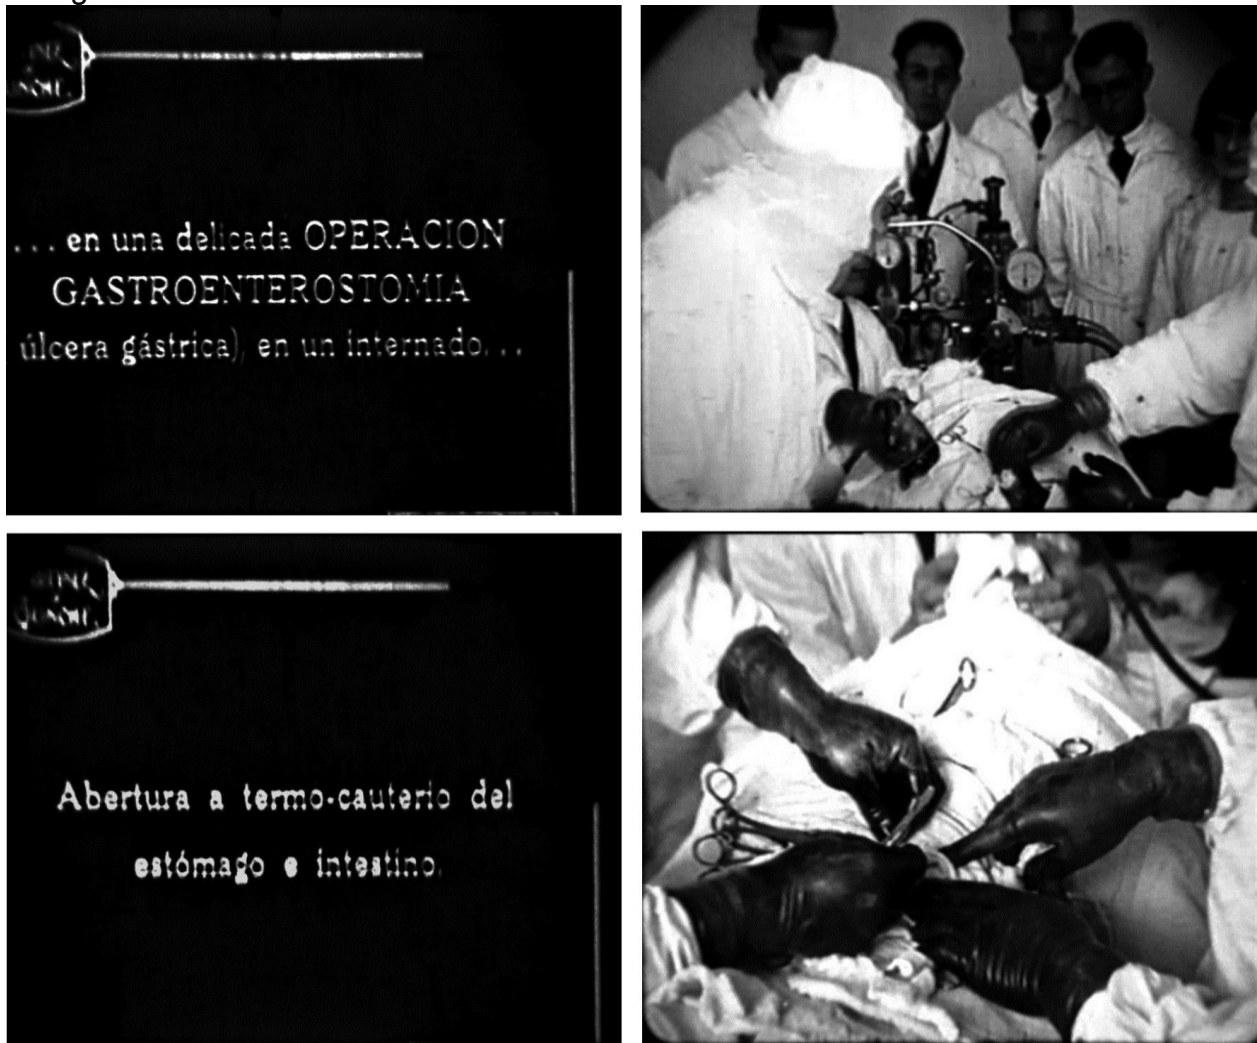 ... en una delicada OPERACION
GASTROENTEROSTOMIA
úlcera gástrica), en un internado...
Abertura a termo-cauterio del
estómago e intestino.